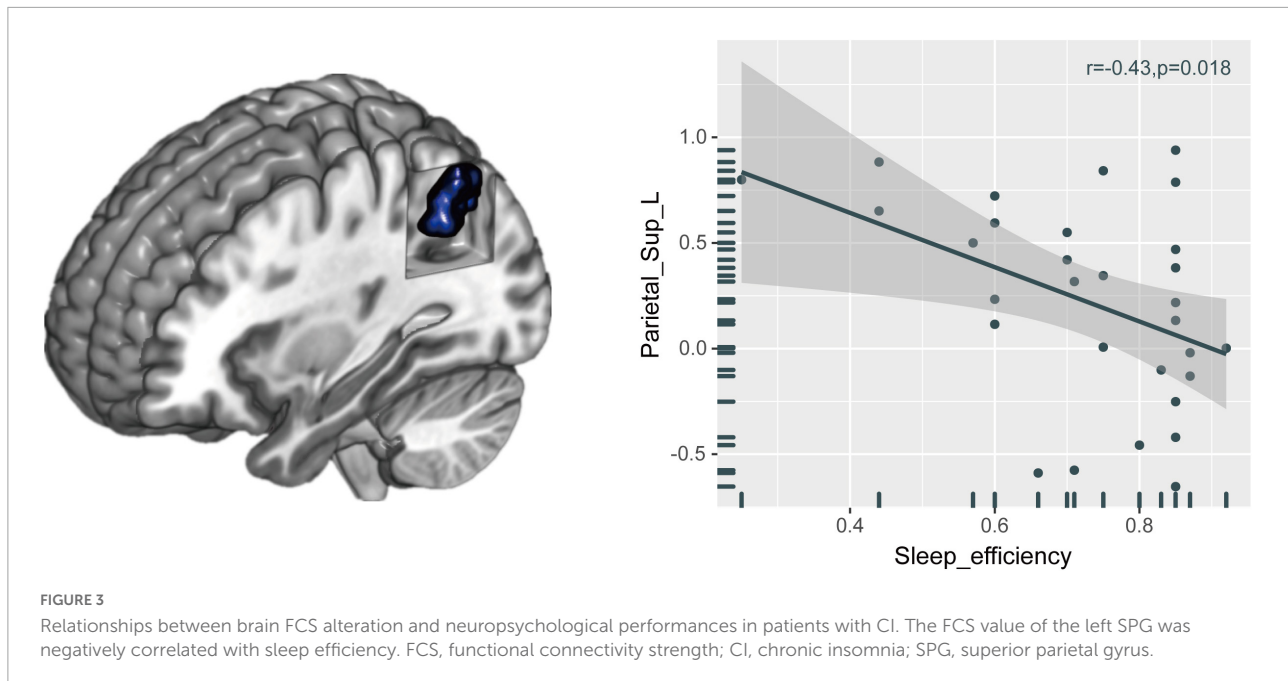 r=-0.43,p=0.018
1.0
0.5
0.0
-0.5
Parietal_Sup_L
0.4
0.6
0.8
Sleep_efficiency
FIGURE 3
Relationships between brain FCS alteration and neuropsychological performances in patients with CI. The FCS value of the left SPG was
negatively correlated with sleep efficiency. FCS, functional connectivity strength; CI, chronic insomnia; SPG, superior parietal gyrus.